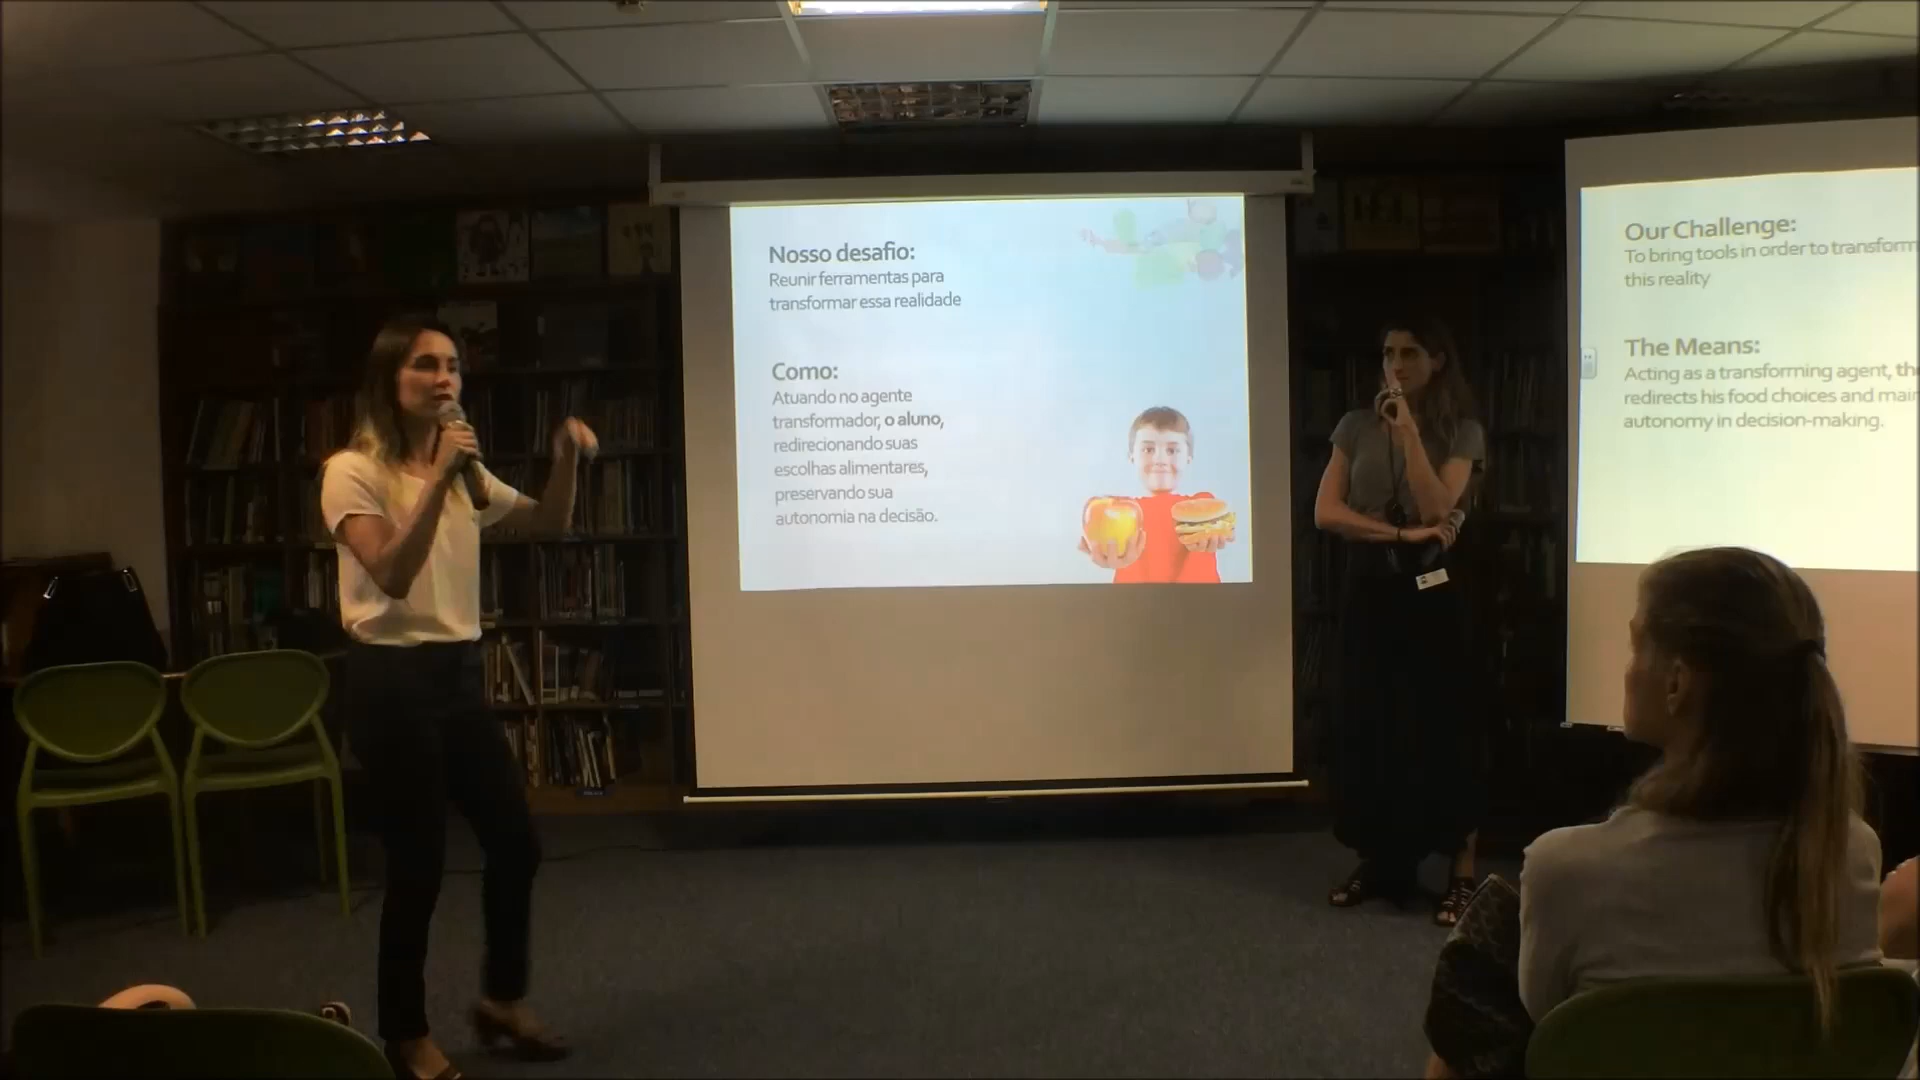 Nosso desafio:
Reunir ferramentas para
transformar essa realidade
Como:
Atuando no agente
transformador, o aluno,
redirecionando suas
escolhas alimentares,
preservando sua
autonomia na decisão.
Our Challenge:
To bring tools in order to transform
this reality
The Means:
Acting as a transforming agent,
redirects his food choices and
autonomy in decision-making.